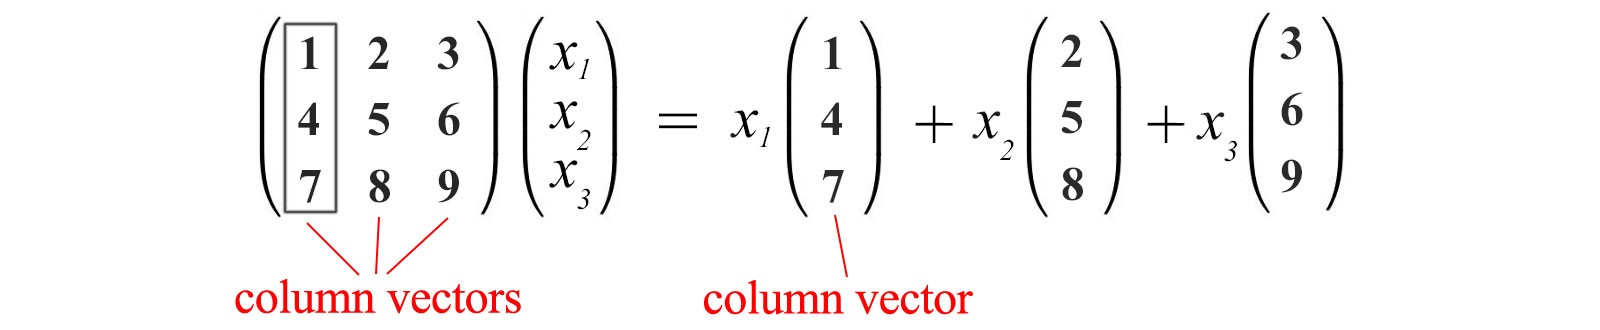 1 2 3 x1 1 2 3
4 5 6 x2 = x1 4 + x2 5 + x3 6
7 8 9 x3 7 8 9
column vectors column vector